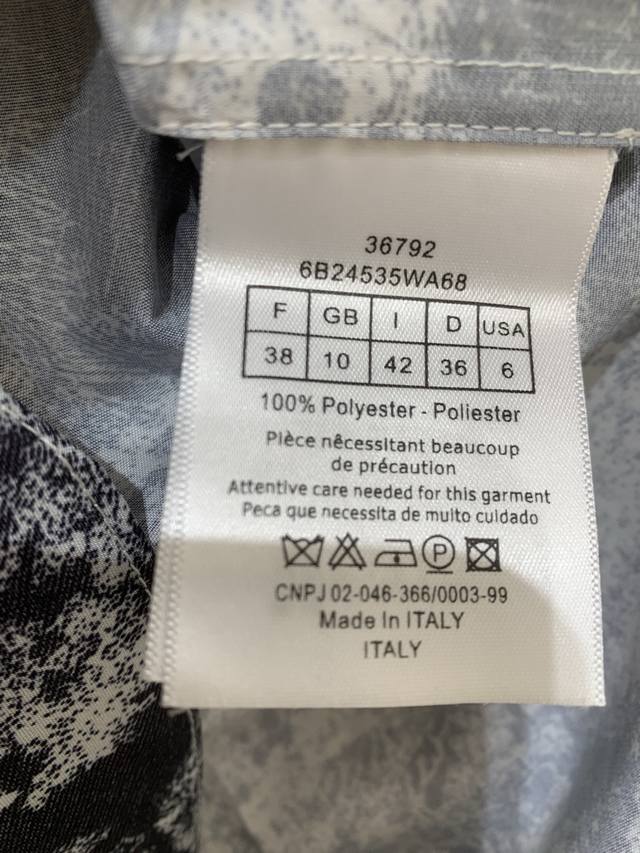 36792
6B24535WA68
F GB I D USA
38 10 42 36 6
100% Polyester - Poliester
Pièce nêcessitant beaucoup
de précaution
Attentive care needed for this garment
Peca que necessita de muito cuidado
P
CNPJ 02-046-366/0003-99
Made In ITALY
ITALY